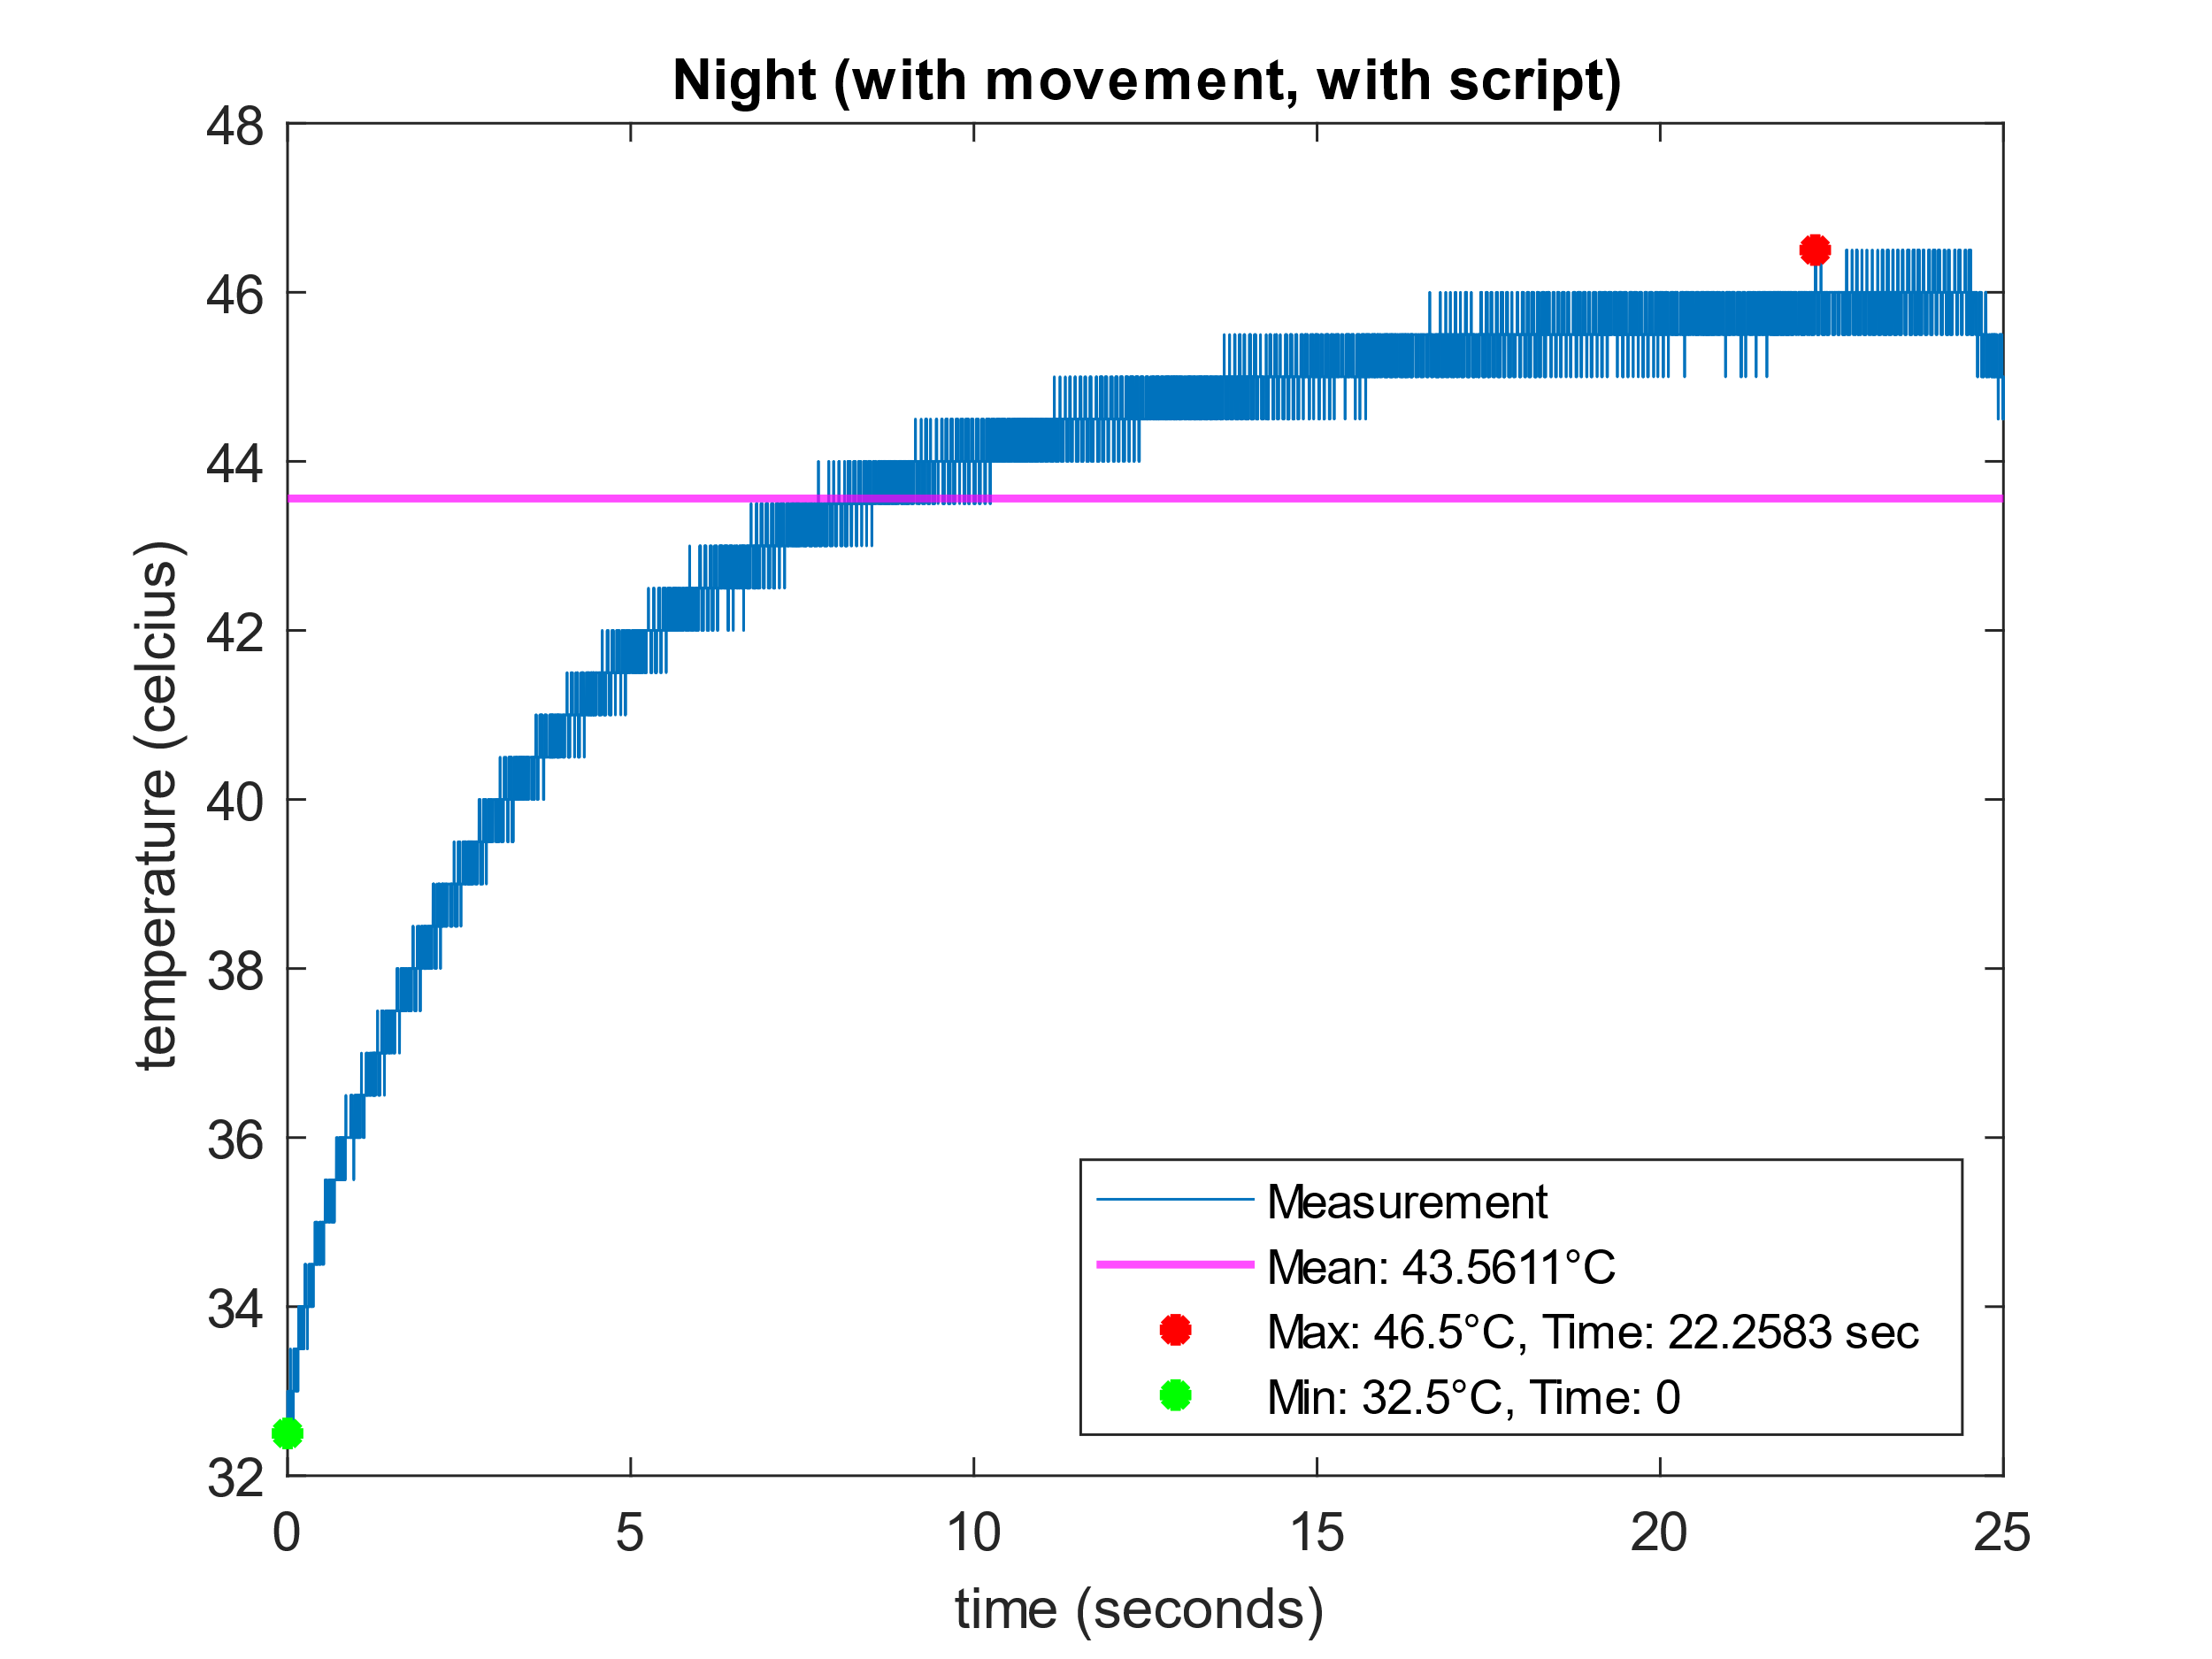 Night (with movement, with script)
48
46
44
42
40
38
36
34
32
temperature (celcius)
Measurement
Mean: 43.5611°C
Max: 46.5°C, Time: 22.2583 sec
Min: 32.5°C, Time: 0
0 5 10 15 20 25
time (seconds)